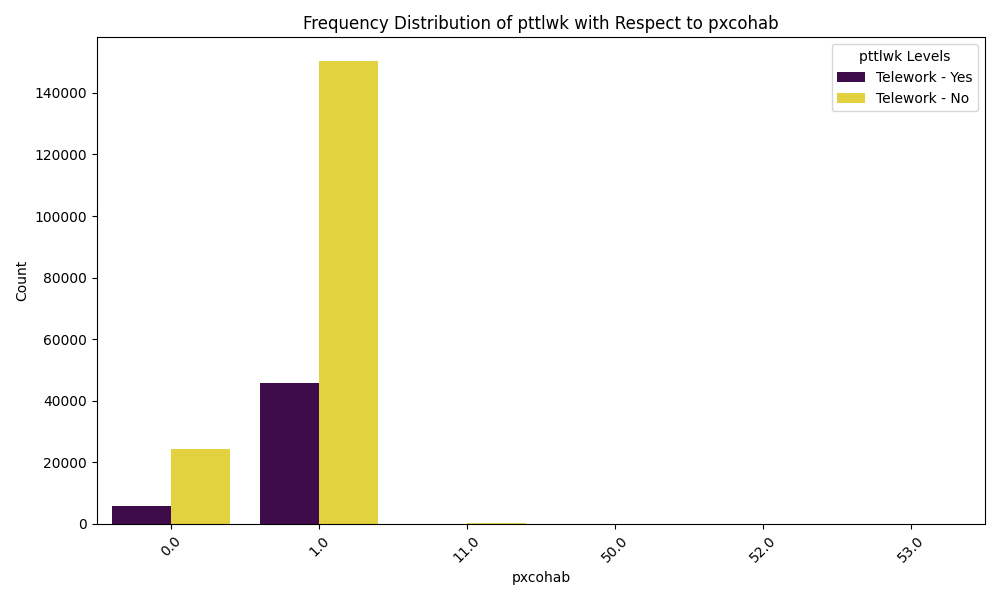 Frequency Distribution of pttlwk with Respect to pxcohab
pttlwk Levels
Telework - Yes
Telework - No
Count
140000
120000
100000
80000
60000
40000
20000
0
0.0
1.0
11.0
50.0
52.0
53.0
pxcohab